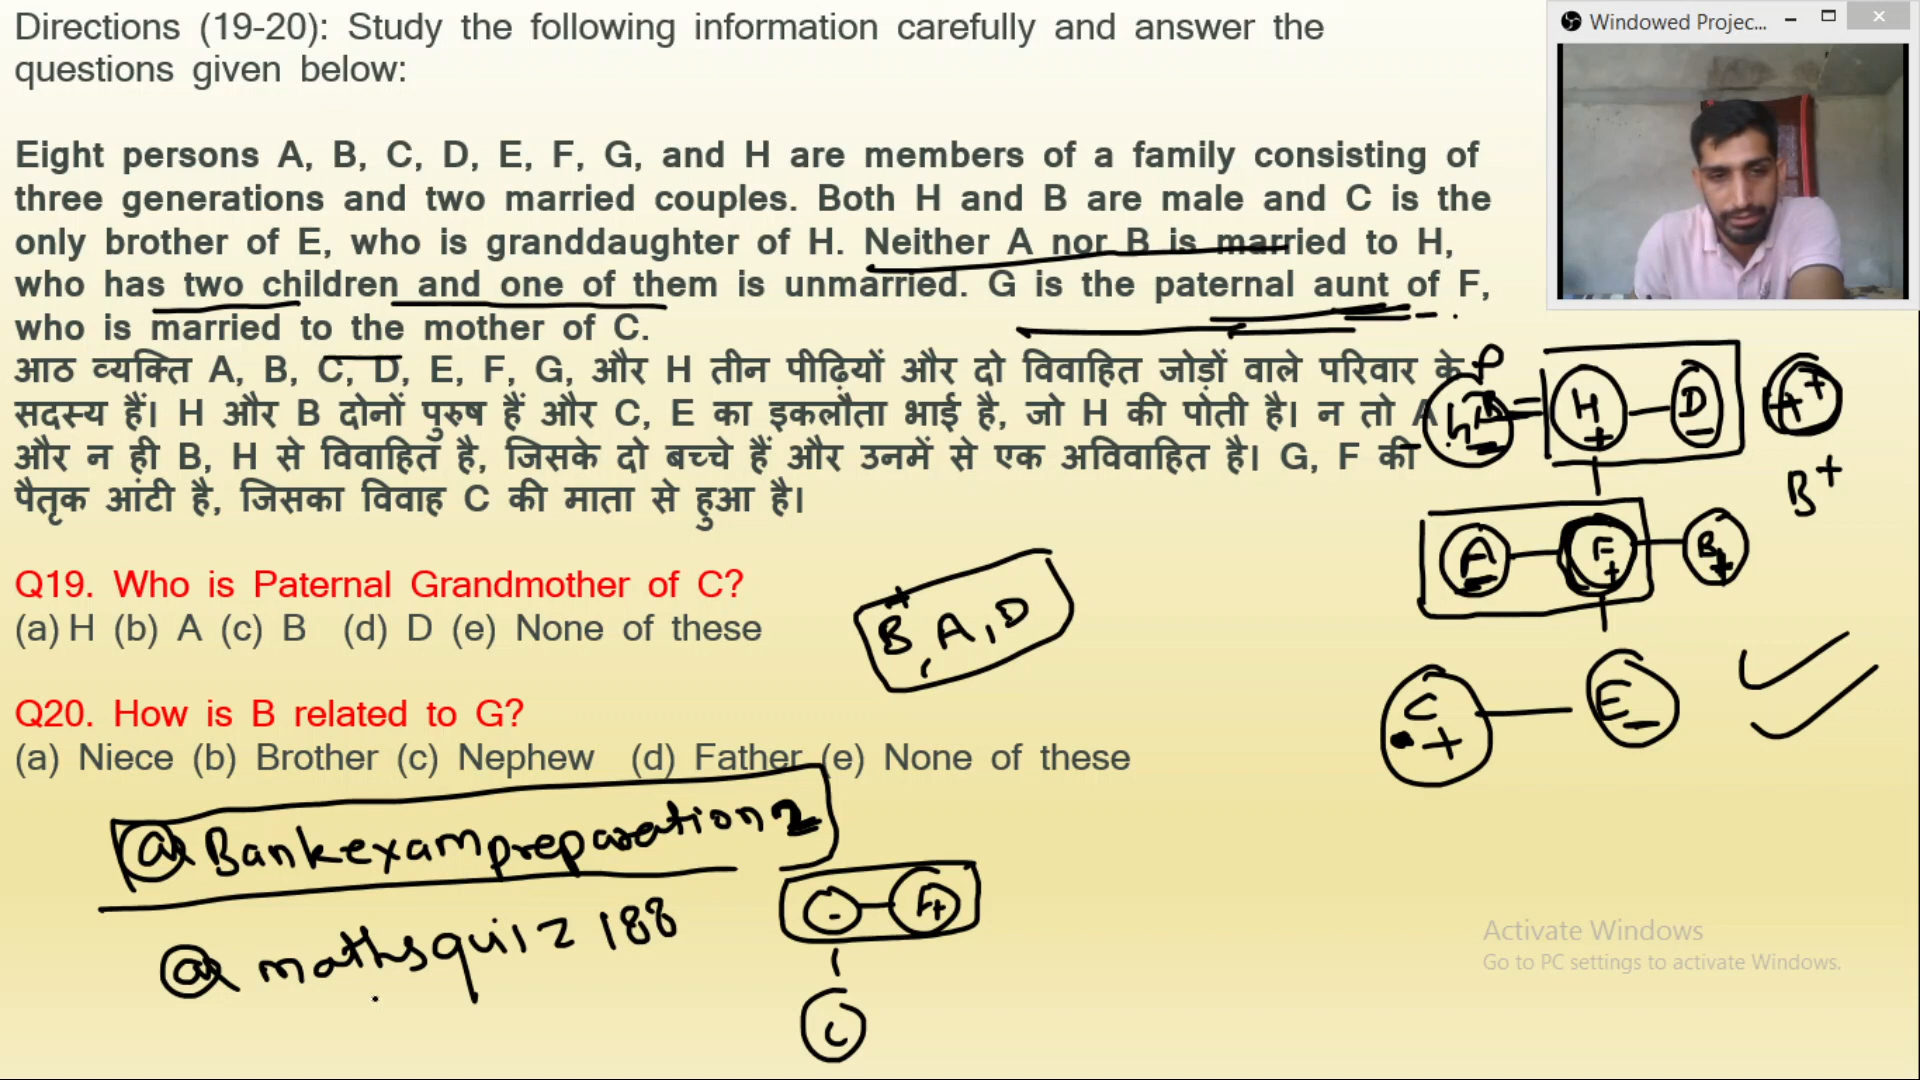 Directions (19-20): Study the following information carefully and answer the
questions given below:
Windowed Projec...
Eight persons A, B, C, D, E, F, G, and H are members of a family consisting of
three generations and two married couples. Both H and B are male and C is the
only brother of E, who is granddaughter of H. Neither A nor B is married to H,
who has two children and one of them is unmarried. G is the paternal aunt of F,
who is married to the mother of C.
आठ व्यक्ति A, B, C, D, E, F, G, और H तीन पीढ़ियों और दो विवाहित जोड़ों वाले परिवार के
सदस्य हैं। H और B दोनों पुरुष हैं और C, E का इकलौता भाई है, जो H की पोती है। न तो A
और न ही B, H से विवाहित है, जिसके दो बच्चे हैं और उनमें से एक अविवाहित है। G, F की
पैतृक आंटी है, जिसका विवाह C की माता से हुआ है।
H + D -
B+
A - F + B +
C + E -
Q19. Who is Paternal Grandmother of C?
(a) H (b) A (c) B (d) D (e) None of these
B+, A, D
Q20. How is B related to G?
(a) Niece (b) Brother (c) Nephew (d) Father (e) None of these
@Bankexampreparation2
@mathsquiz188
- F+
C
Activate Windows
Go to PC settings to activate Windows.